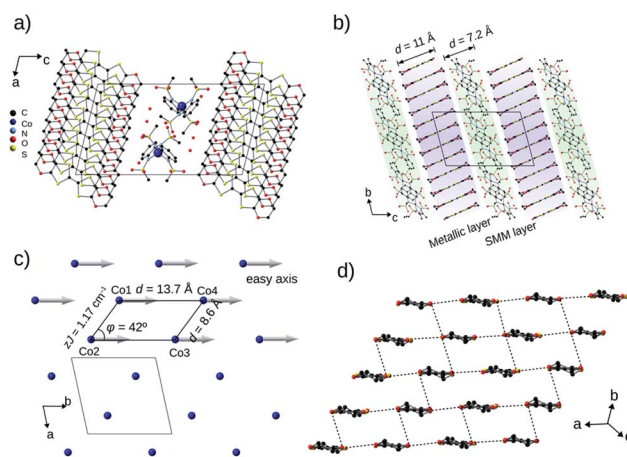 a)
c
a
C
Co
N
O
S
b)
d = 11 Å
d = 7.2 Å
b
c
Metallic layer
SMM layer
c)
easy axis
Co1
d = 13.7 Å
Co4
zJ = 1.17 cm⁻¹
φ = 42º
d = 8.6 Å
Co2
Co3
b
a
d)
b
a
c